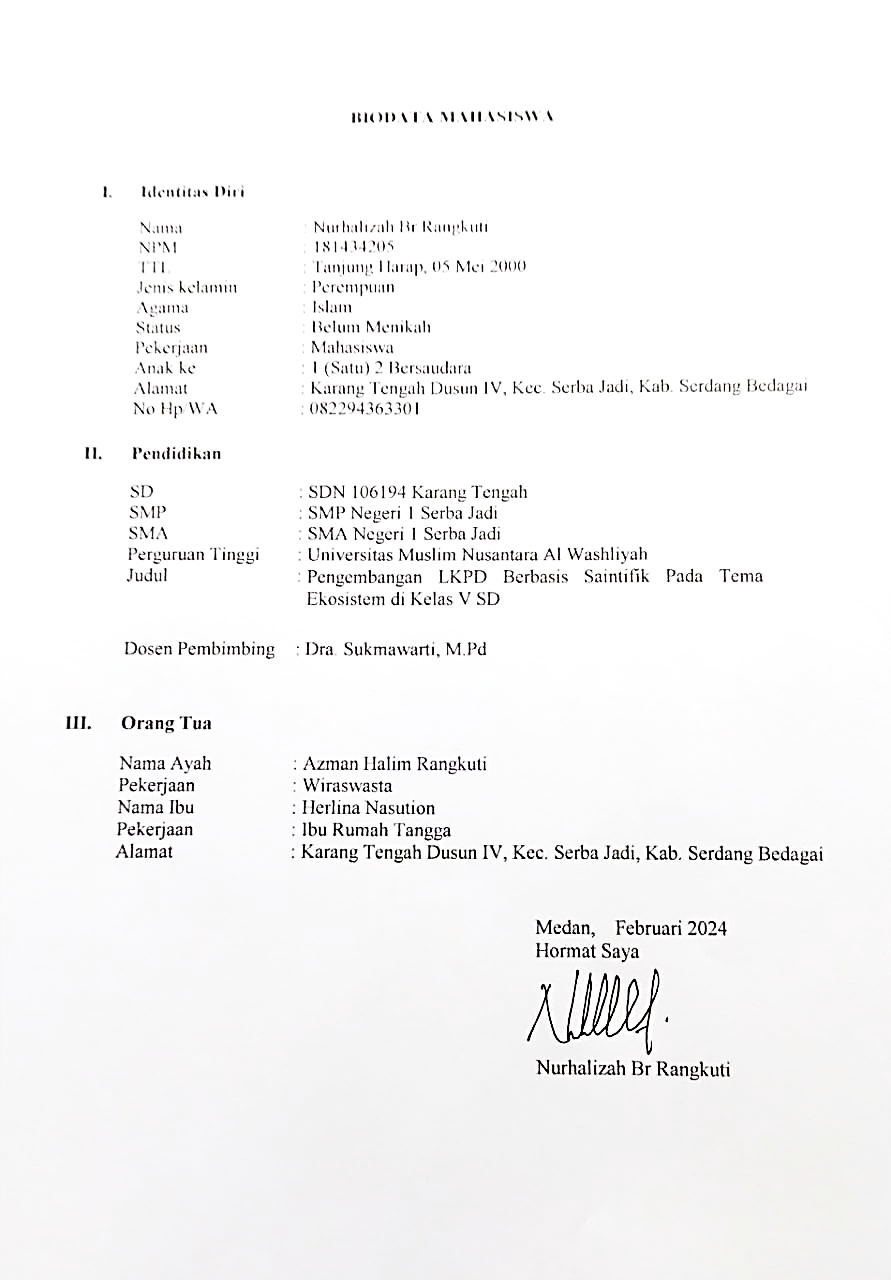 BIODATA MAHASISWA
I. Identitas Diri
Nama : Nurhalizah Br Rangkuti
NPM : 181434205
TTL : Tanjung Harap, 05 Mei 2000
Jenis kelamin : Perempuan
Agama : Islam
Status : Belum Menikah
Pekerjaan : Mahasiswa
Anak ke : 1 (Satu) 2 Bersaudara
Alamat : Karang Tengah Dusun IV, Kec. Serba Jadi, Kab. Serdang Bedagai
No Hp/WA : 082294363301
II. Pendidikan
SD : SDN 106194 Karang Tengah
SMP : SMP Negeri 1 Serba Jadi
SMA : SMA Negeri 1 Serba Jadi
Perguruan Tinggi : Universitas Muslim Nusantara Al Washliyah
Judul : Pengembangan LKPD Berbasis Saintifik Pada Tema
Ekosistem di Kelas V SD
Dosen Pembimbing : Dra. Sukmawarti, M.Pd
III. Orang Tua
Nama Ayah : Azman Halim Rangkuti
Pekerjaan : Wiraswasta
Nama Ibu : Herlina Nasution
Pekerjaan : Ibu Rumah Tangga
Alamat : Karang Tengah Dusun IV, Kec. Serba Jadi, Kab. Serdang Bedagai
Medan, Februari 2024
Hormat Saya
Nurhalizah Br Rangkuti